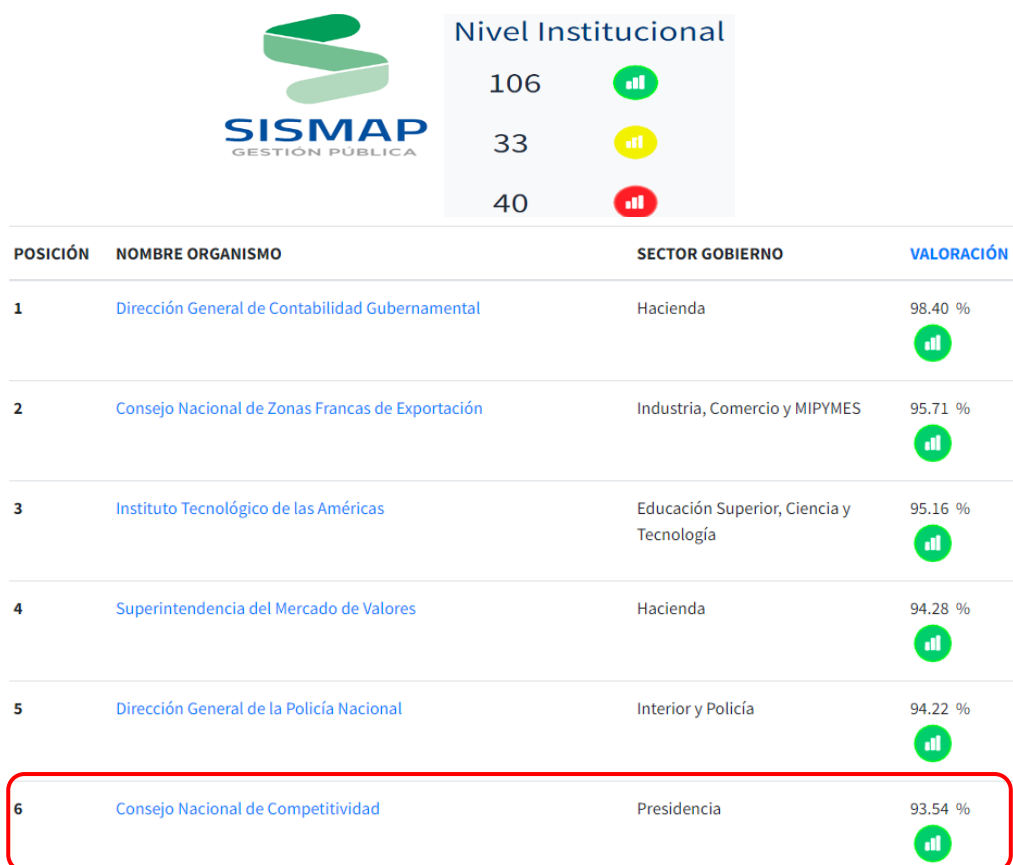 SISMAP
GESTIÓN PÚBLICA
Nivel Institucional
106
33
40
POSICIÓN NOMBRE ORGANISMO SECTOR GOBIERNO VALORACIÓN
1 Dirección General de Contabilidad Gubernamental Hacienda 98.40 %
2 Consejo Nacional de Zonas Francas de Exportación Industria, Comercio y MIPYMES 95.71 %
3 Instituto Tecnológico de las Américas Educación Superior, Ciencia y 95.16 %
Tecnología
4 Superintendencia del Mercado de Valores Hacienda 94.28 %
5 Dirección General de la Policía Nacional Interior y Policía 94.22 %
6 Consejo Nacional de Competitividad Presidencia 93.54 %